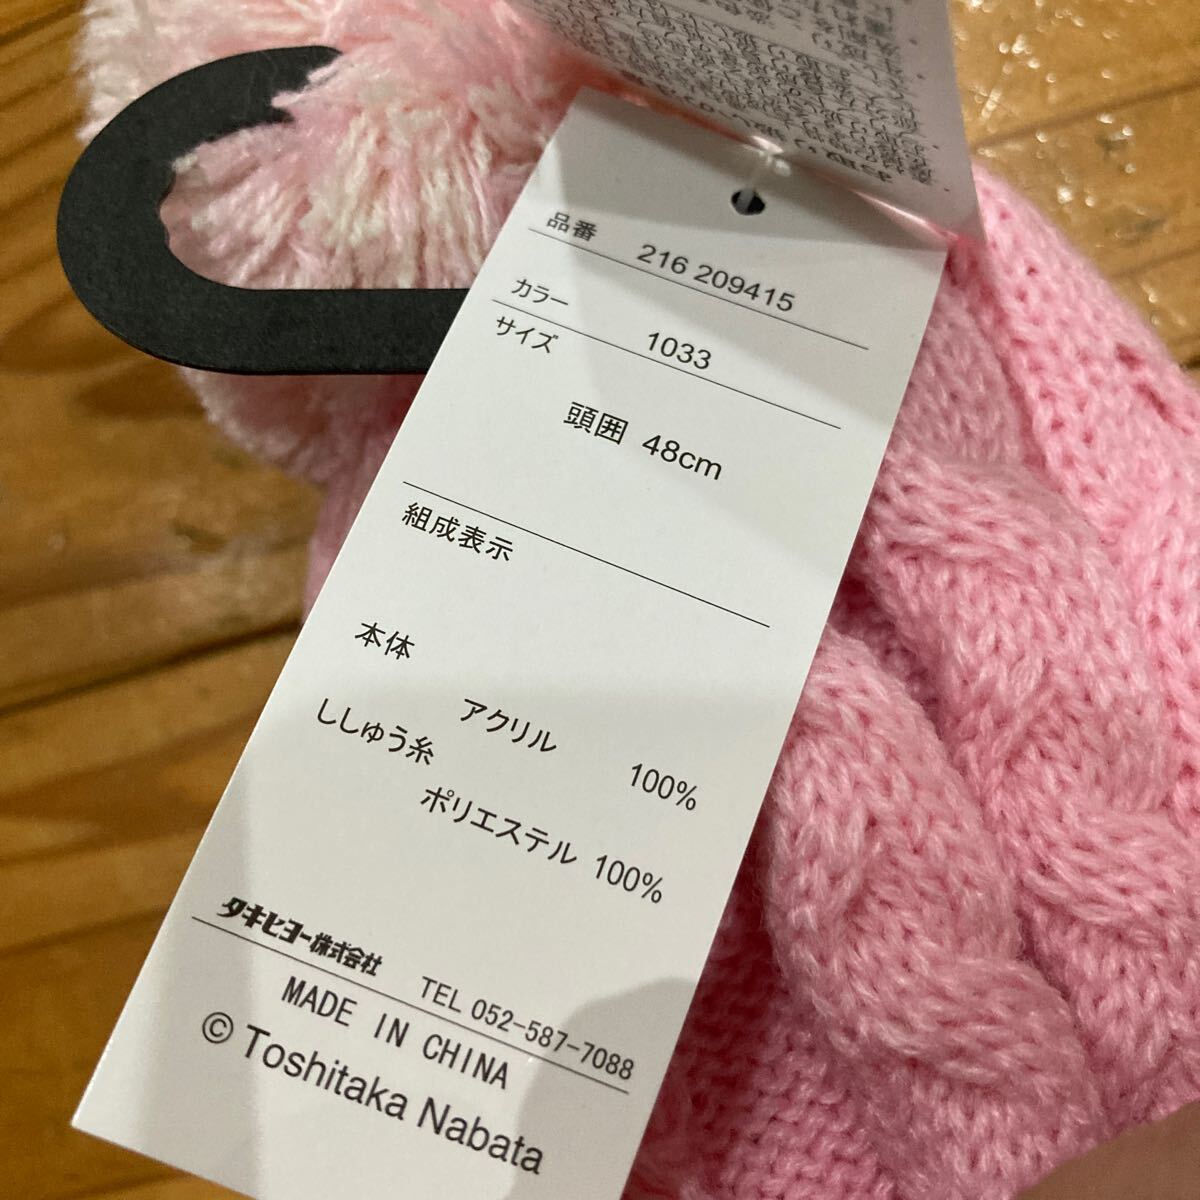 品番 216 209415
カラー 1033
サイズ
頭囲 48cm
組成表示
本体
アクリル 100%
ししゅう糸
ポリエステル 100%
タキヒヨー株式会社 TEL 052-587-7088
MADE IN CHINA
© Toshitaka Nabata